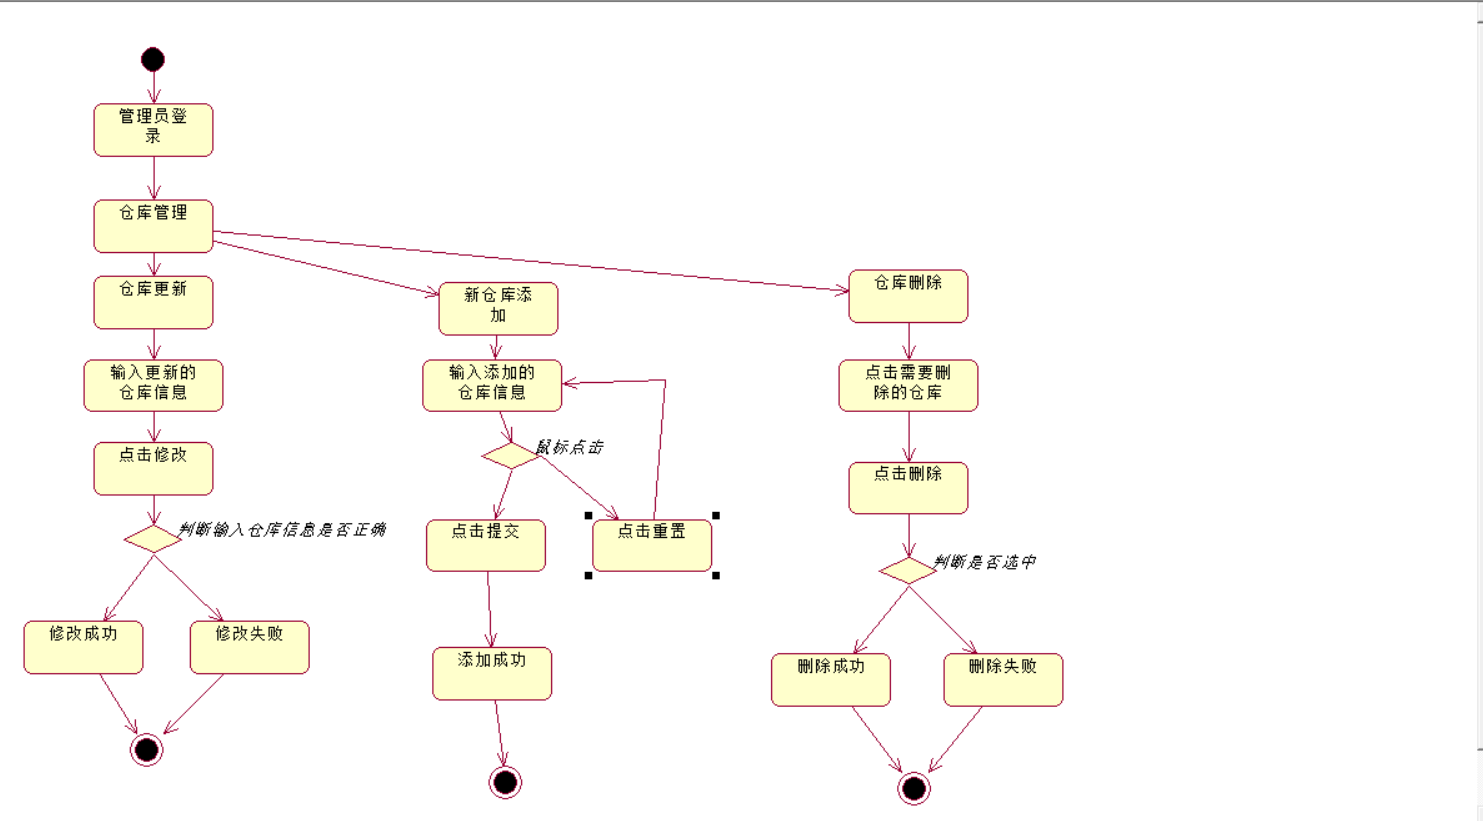 管理员登
录
仓库管理
仓库更新
新仓库添
加
仓库删除
输入更新的
仓库信息
输入添加的
仓库信息
点击需要删
除的仓库
点击修改
鼠标点击
点击删除
判断输入仓库信息是否正确
点击提交
点击重置
判断是否选中
修改成功
修改失败
添加成功
删除成功
删除失败